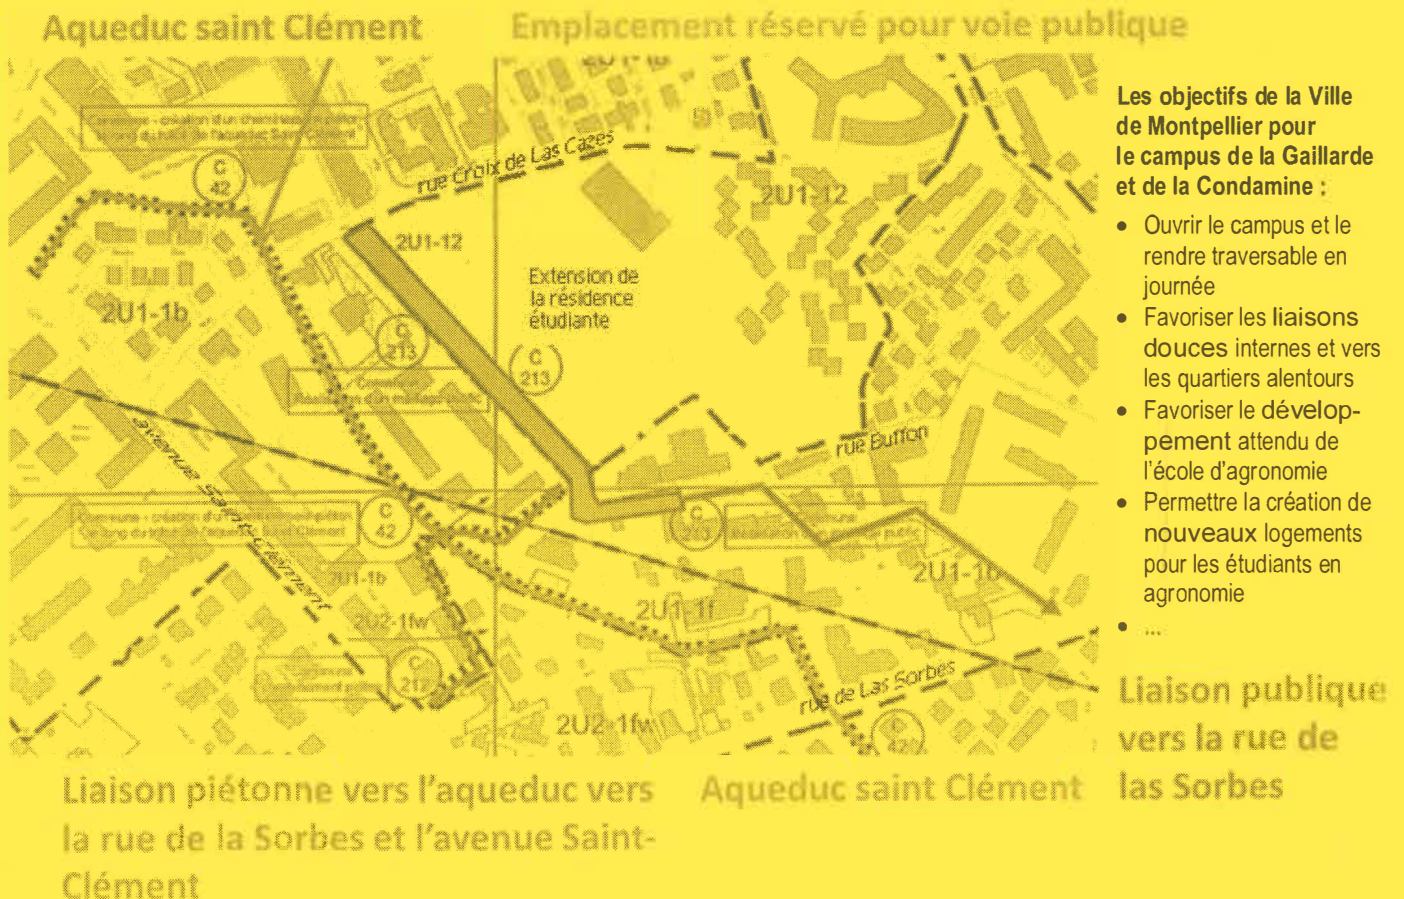 Aqueduc saint Clément
Emplacement réservé pour voie publique
rue Croix de Las Cazes
C
42
2U1-12
2U1-12
2U1-1b
Extension de
la résidence
étudiante
C
213
C
213
rue Buffon
avenue Saint-Clément
C
42
C
213
2U1-1b
2U1-1b
2U1-1f
2U2-1fw
C
212
2U2-1fw
rue de Las Sorbes
C
42
Les objectifs de la Ville
de Montpellier pour
le campus de la Gaillarde
et de la Condamine :
• Ouvrir le campus et le
rendre traversable en
journée
• Favoriser les liaisons
douces internes et vers
les quartiers alentours
• Favoriser le dévelop-
pement attendu de
l'école d'agronomie
• Permettre la création de
nouveaux logements
pour les étudiants en
agronomie
• ...
Liaison publique
vers la rue de
las Sorbes
Liaison piétonne vers l'aqueduc vers
la rue de la Sorbes et l'avenue Saint-
Clément
Aqueduc saint Clément